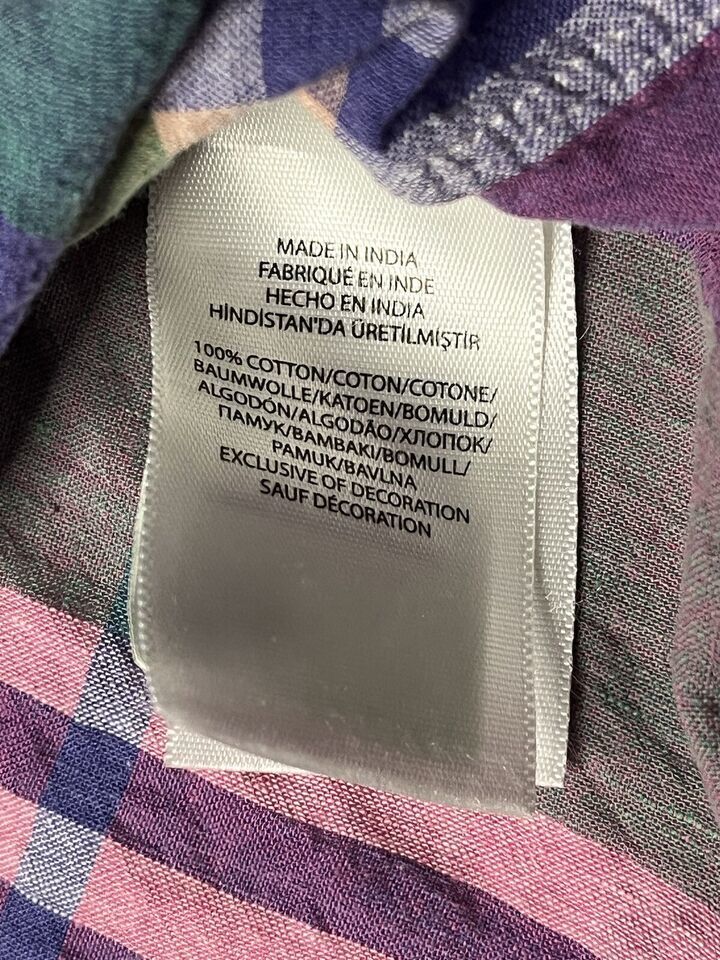 MADE IN INDIA
FABRIQUÉ EN INDE
HECHO EN INDIA
HİNDİSTAN'DA ÜRETİLMİŞTİR
100% COTTON/COTON/COTONE/
BAUMWOLLE/KATOEN/BOMULD/
ALGODÓN/ALGODÃO/ХЛОПОК/
ПАМУК/BAMBAKI/BOMULL/
PAMUK/BAVLNA
EXCLUSIVE OF DECORATION
SAUF DÉCORATION